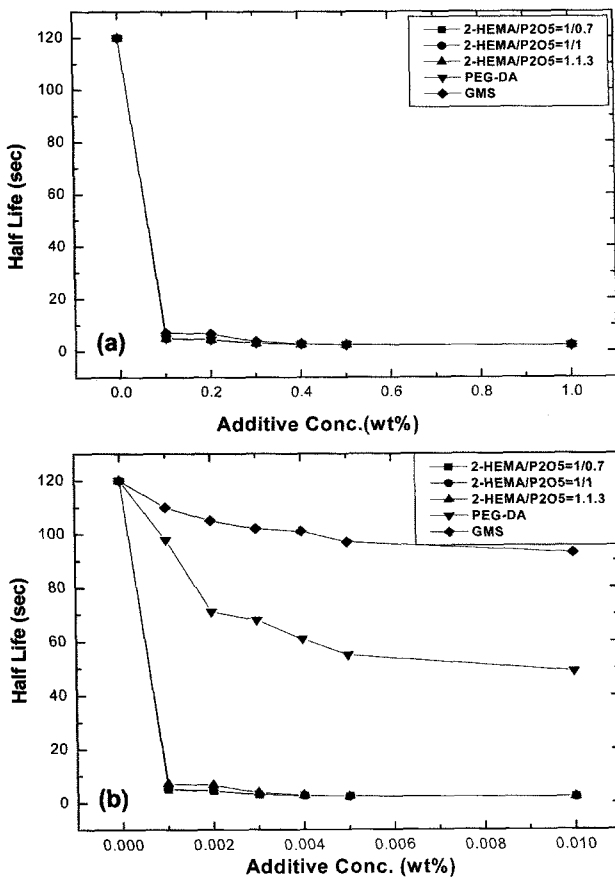 120
100
80
60
40
20
0
Half Life (sec)
2-HEMA/P2O5=1/0.7
2-HEMA/P2O5=1/1
2-HEMA/P2O5=1.1.3
PEG-DA
GMS
(a)
0.0 0.2 0.4 0.6 0.8 1.0
Additive Conc.(wt%)
120
100
80
60
40
20
0
Half Life (sec)
2-HEMA/P2O5=1/0.7
2-HEMA/P2O5=1/1
2-HEMA/P2O5=1.1.3
PEG-DA
GMS
(b)
0.000 0.002 0.004 0.006 0.008 0.010
Additive Conc. (wt%)